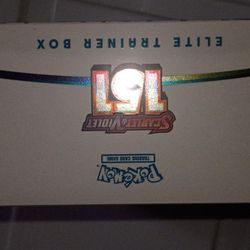 POKÉMON
TRADING CARD GAME
SCARLET & VIOLET
151
ELITE TRAINER BOX